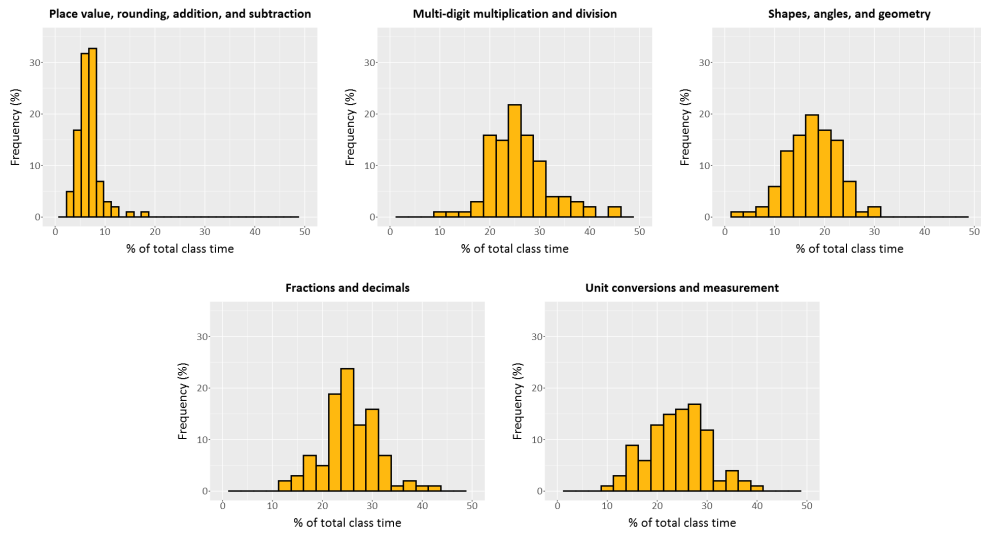 Place value, rounding, addition, and subtraction
Frequency (%)
30
20
10
0
0 10 20 30 40 50
% of total class time
Multi-digit multiplication and division
Frequency (%)
30
20
10
0
0 10 20 30 40 50
% of total class time
Shapes, angles, and geometry
Frequency (%)
30
20
10
0
0 10 20 30 40 50
% of total class time
Fractions and decimals
Frequency (%)
30
20
10
0
0 10 20 30 40 50
% of total class time
Unit conversions and measurement
Frequency (%)
30
20
10
0
0 10 20 30 40 50
% of total class time